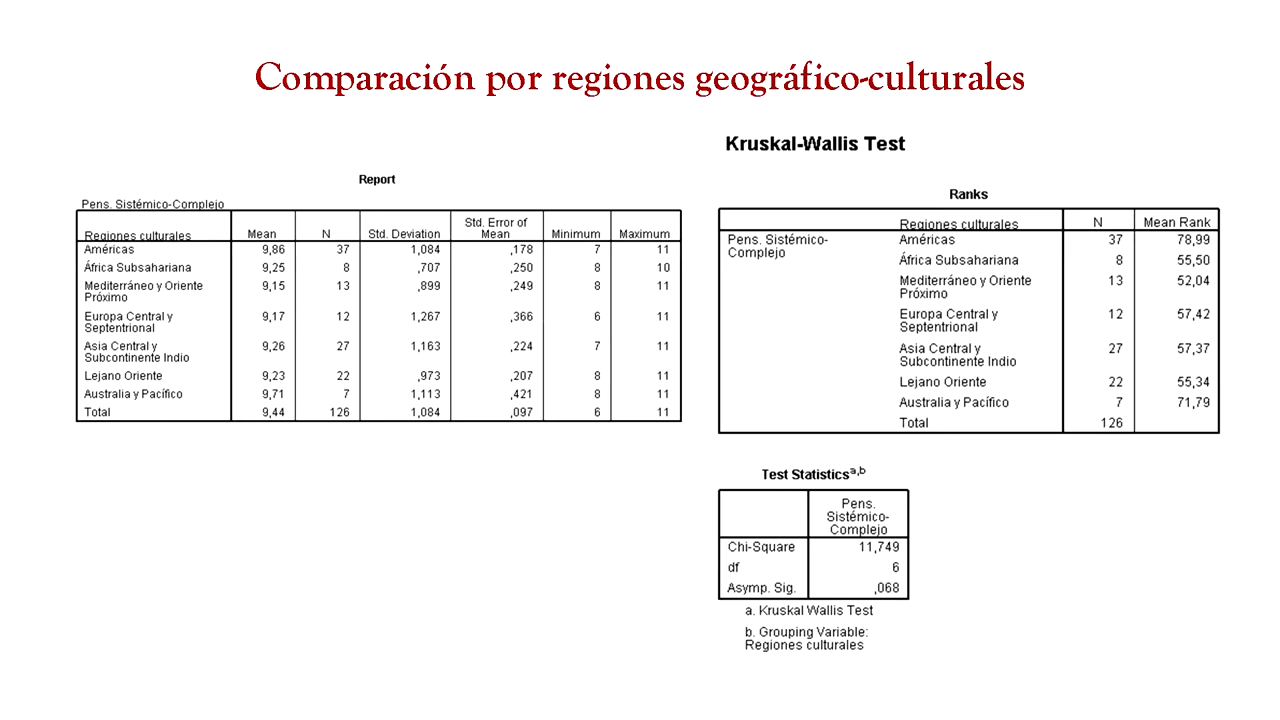 Comparación por regiones geográfico-culturales
Report
Pens. Sistémico-Complejo
Regiones culturales Mean N Std. Deviation Std. Error of Mean Minimum Maximum
Américas 9,86 37 1,084 ,178 7 11
África Subsahariana 9,25 8 ,707 ,250 8 10
Mediterráneo y Oriente Próximo 9,15 13 ,899 ,249 8 11
Europa Central y Septentrional 9,17 12 1,267 ,366 6 11
Asia Central y Subcontinente Indio 9,26 27 1,163 ,224 7 11
Lejano Oriente 9,23 22 ,973 ,207 8 11
Australia y Pacífico 9,71 7 1,113 ,421 8 11
Total 9,44 126 1,084 ,097 6 11
Kruskal-Wallis Test
Ranks
Regiones culturales N Mean Rank
Pens. Sistémico-Complejo Américas 37 78,99
África Subsahariana 8 55,50
Mediterráneo y Oriente Próximo 13 52,04
Europa Central y Septentrional 12 57,42
Asia Central y Subcontinente Indio 27 57,37
Lejano Oriente 22 55,34
Australia y Pacífico 7 71,79
Total 126
Test Statistics a,b
Pens. Sistémico-Complejo
Chi-Square 11,749
df 6
Asymp. Sig. ,068
a. Kruskal Wallis Test
b. Grouping Variable:
Regiones culturales